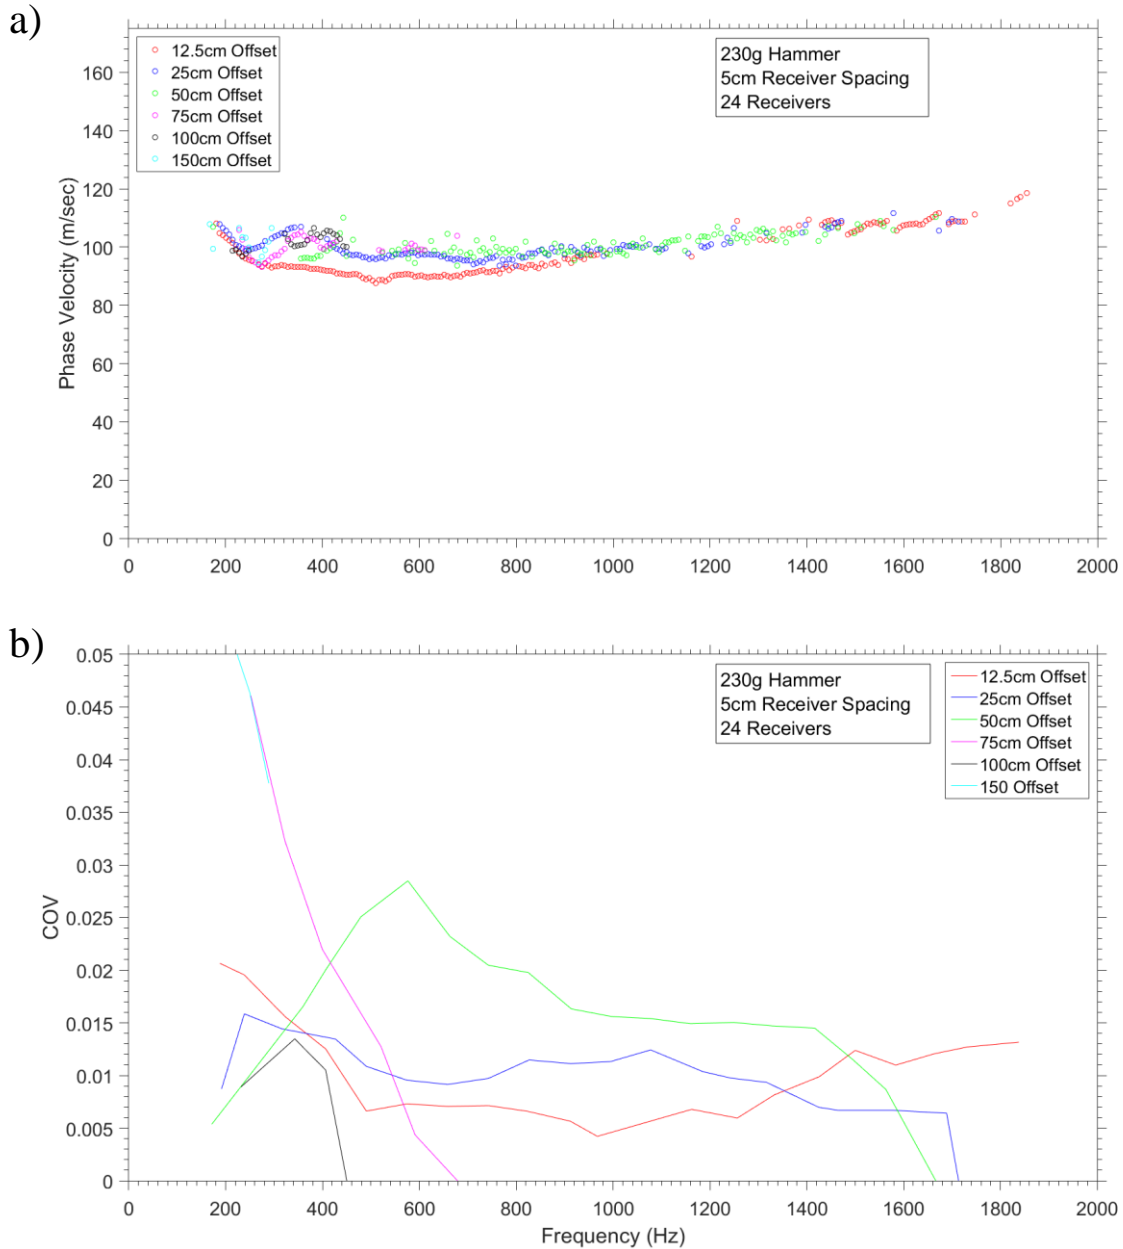 a)
12.5cm Offset
25cm Offset
50cm Offset
75cm Offset
100cm Offset
150cm Offset
230g Hammer
5cm Receiver Spacing
24 Receivers
Phase Velocity (m/sec)
160
140
120
100
80
60
40
20
0
0 200 400 600 800 1000 1200 1400 1600 1800 2000
b)
230g Hammer
5cm Receiver Spacing
24 Receivers
12.5cm Offset
25cm Offset
50cm Offset
75cm Offset
100cm Offset
150 Offset
COV
0.05
0.045
0.04
0.035
0.03
0.025
0.02
0.015
0.01
0.005
0
0 200 400 600 800 1000 1200 1400 1600 1800 2000
Frequency (Hz)